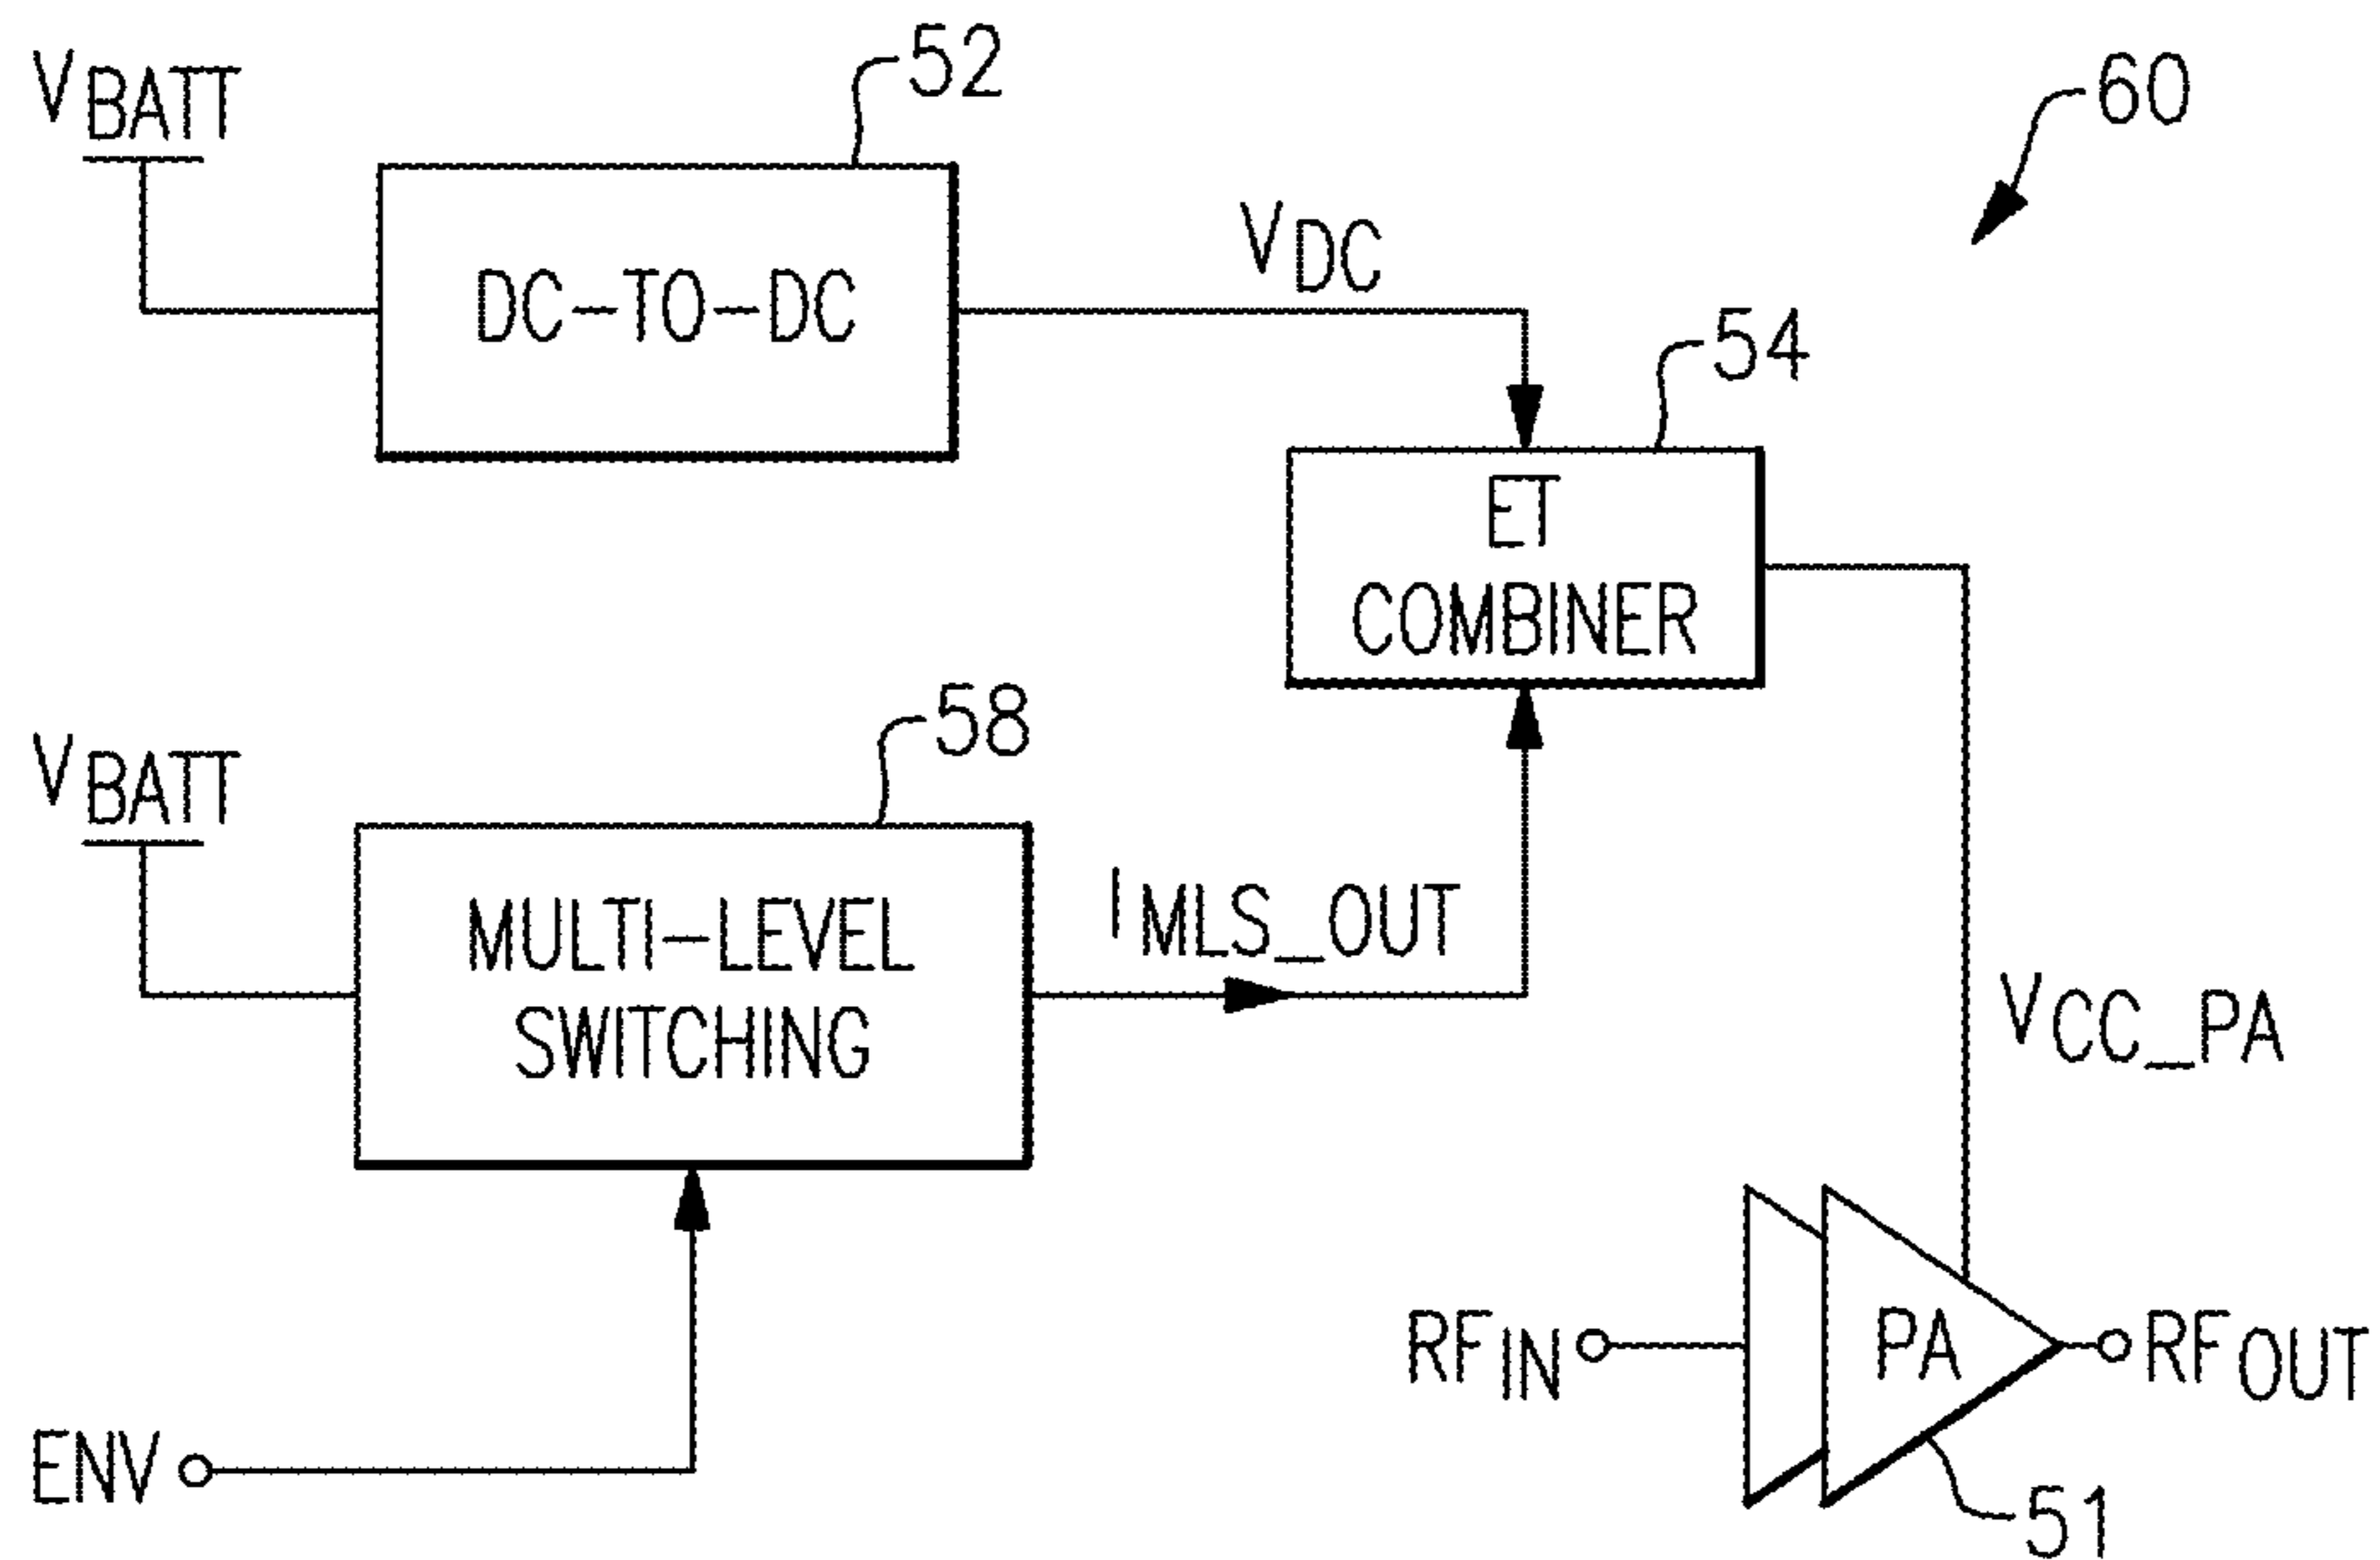 VBATT
52
60
DC-TO-DC
VDC
54
ET
COMBINER
VBATT
58
MULTI-LEVEL
SWITCHING
IMLS_OUT
VCC_PA
RFIN
PA
RFOUT
ENV
51